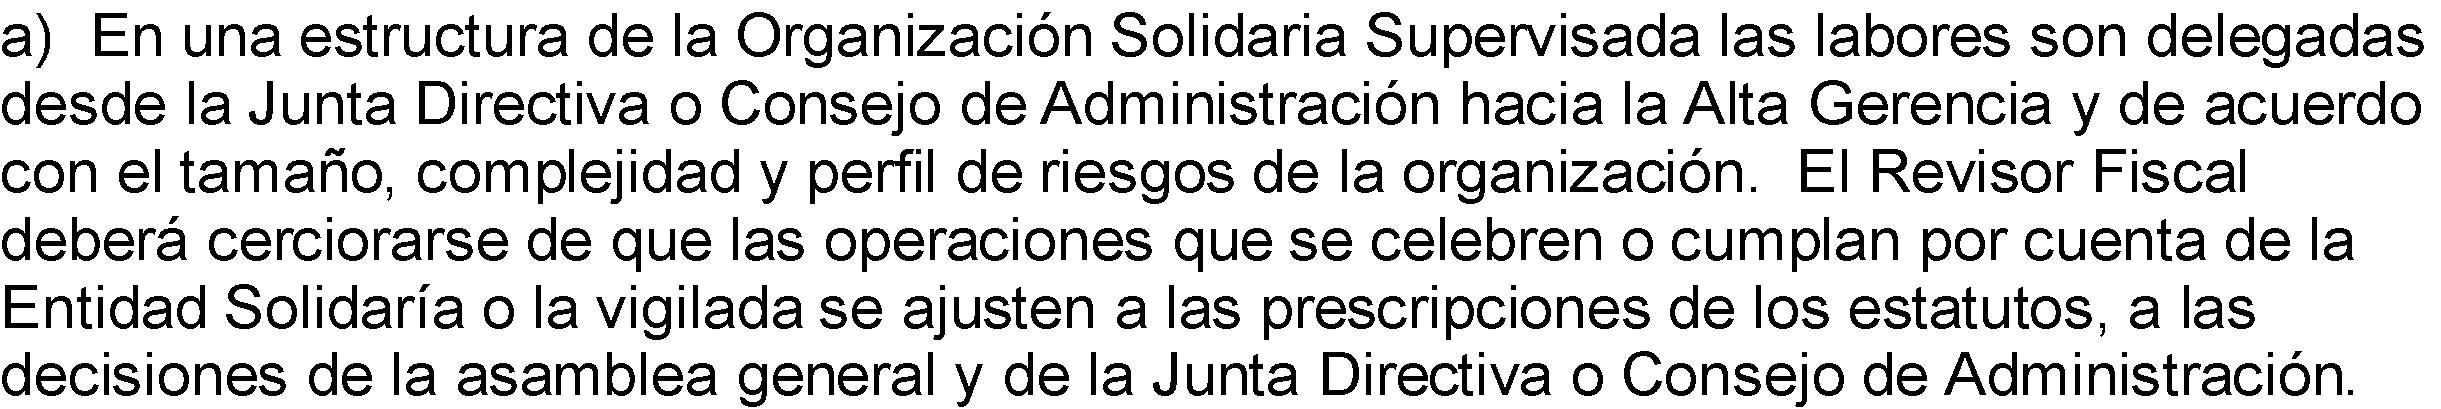 a)  En una estructura de la Organización Solidaria Supervisada las labores son delegadas
desde la Junta Directiva o Consejo de Administración hacia la Alta Gerencia y de acuerdo
con el tamaño, complejidad y perfil de riesgos de la organización.  El Revisor Fiscal
deberá cerciorarse de que las operaciones que se celebren o cumplan por cuenta de la
Entidad Solidaría o la vigilada se ajusten a las prescripciones de los estatutos, a las
decisiones de la asamblea general y de la Junta Directiva o Consejo de Administración.